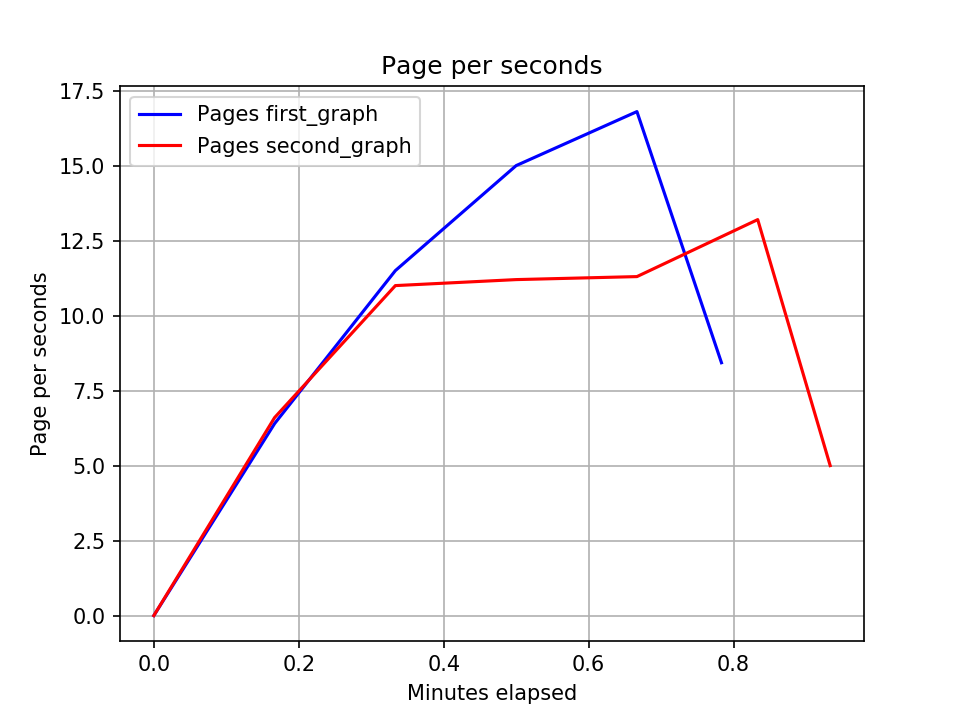 Page per seconds
Pages first_graph
Pages second_graph
Page per seconds
17.5
15.0
12.5
10.0
7.5
5.0
2.5
0.0
0.0 0.2 0.4 0.6 0.8
Minutes elapsed